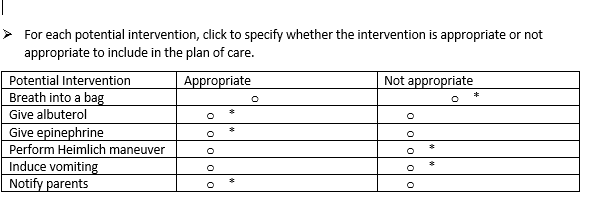 ➢ For each potential intervention, click to specify whether the intervention is appropriate or not
appropriate to include in the plan of care.
Potential Intervention Appropriate Not appropriate
Breath into a bag o o *
Give albuterol o * o
Give epinephrine o * o
Perform Heimlich maneuver o o *
Induce vomiting o o *
Notify parents o * o